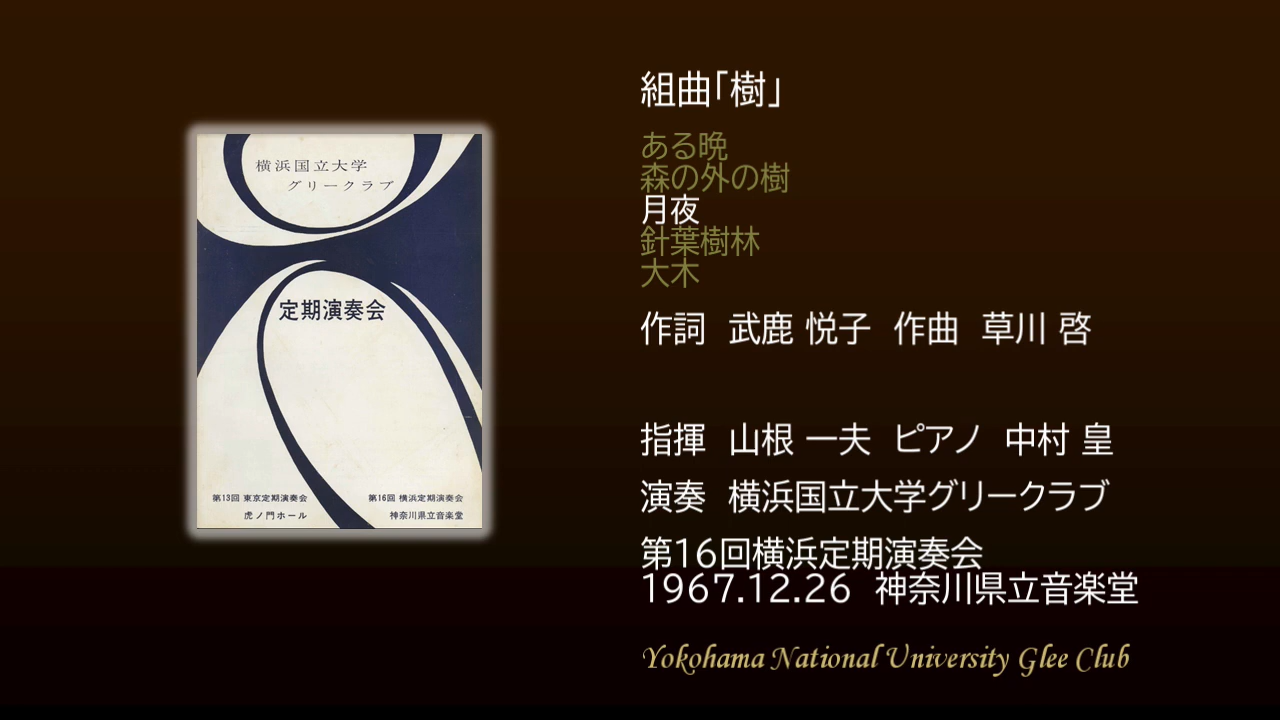 横浜国立大学
グリークラブ
定期演奏会
第13回 東京定期演奏会
虎ノ門ホール
第16回 横浜定期演奏会
神奈川県立音楽堂
組曲「樹」
ある晩
森の外の樹
月夜
針葉樹林
大木
作詞 武鹿 悦子 作曲 草川 啓
指揮 山根 一夫 ピアノ 中村 皇
演奏 横浜国立大学グリークラブ
第16回横浜定期演奏会
1967.12.26 神奈川県立音楽堂
Yokohama National University Glee Club